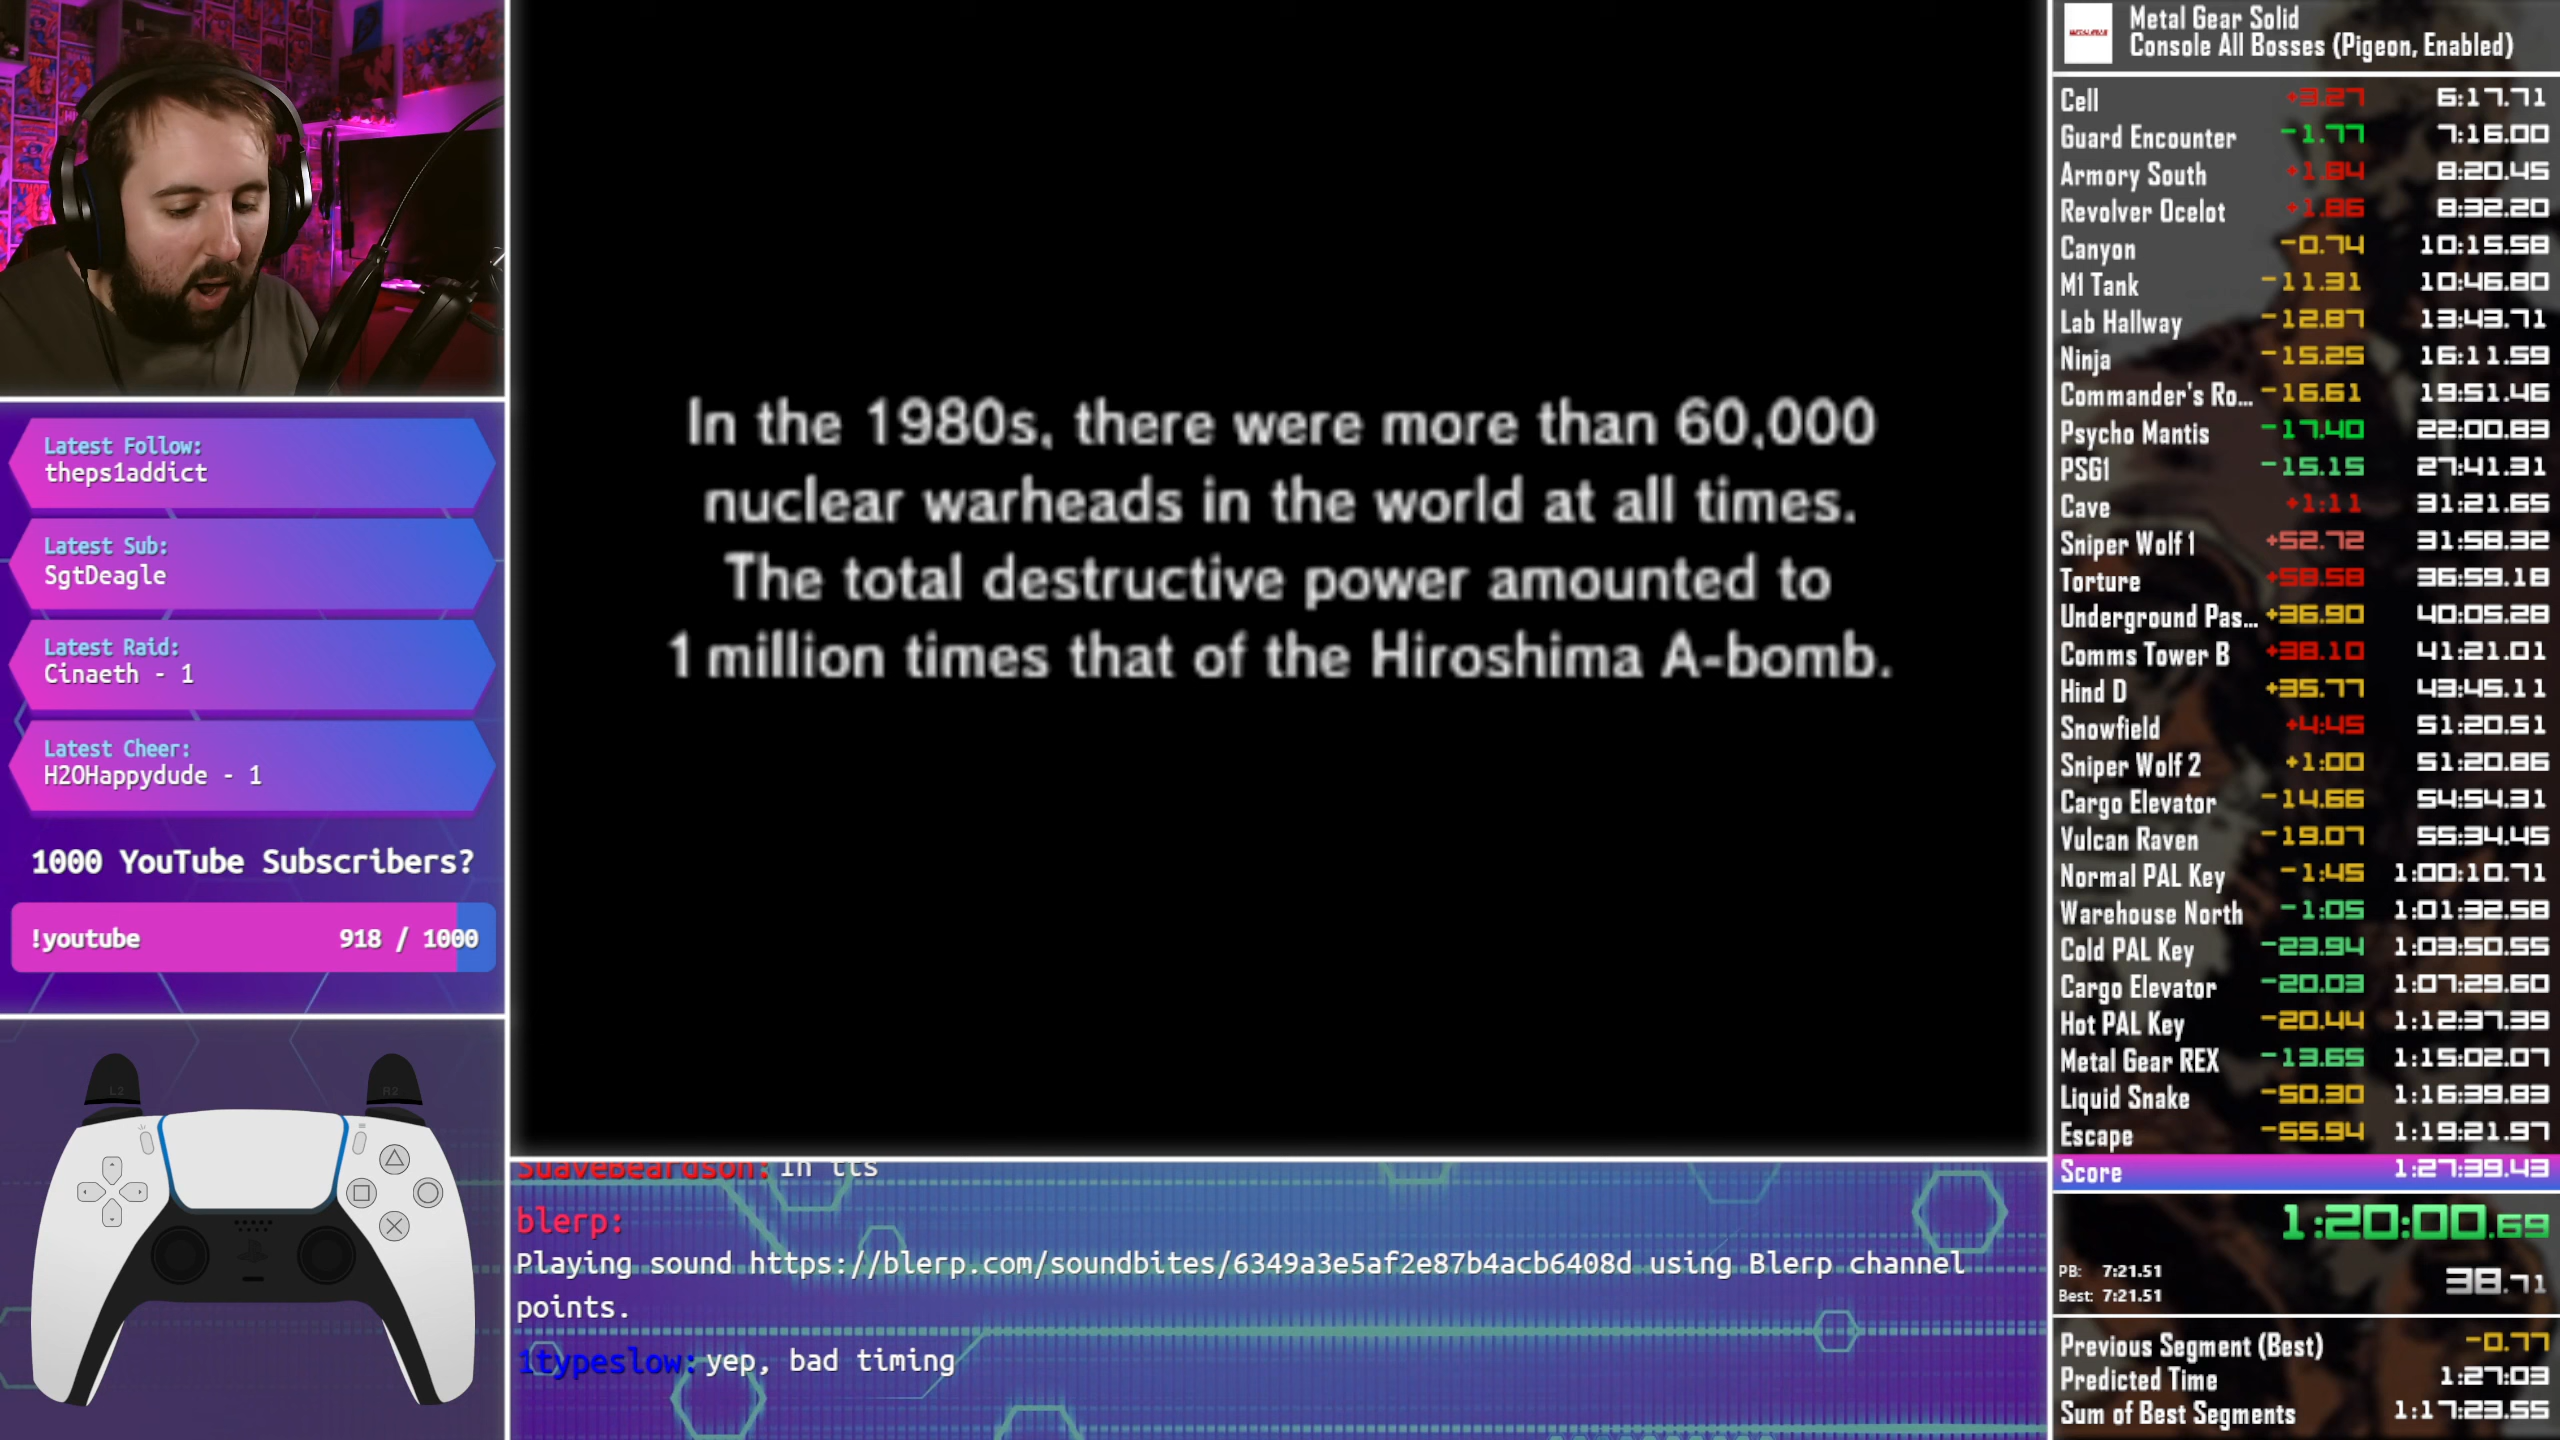 Latest Follow:
theps1addict
Latest Sub:
SgtDeagle
Latest Raid:
Cinaeth - 1
Latest Cheer:
H2OHappydude - 1
1000 YouTube Subscribers?
!youtube 918 / 1000
L2 R2
In the 1980s, there were more than 60,000
nuclear warheads in the world at all times.
The total destructive power amounted to
1 million times that of the Hiroshima A-bomb.
SuaveBeardson: In tts
blerp:
Playing sound https://blerp.com/soundbites/6349a3e5af2e87b4acb6408d using Blerp channel
points.
1typeslow: yep, bad timing
Metal Gear Solid
Console All Bosses (Pigeon, Enabled)
Cell +3.27 6:17.71
Guard Encounter -1.77 7:16.00
Armory South +1.84 8:20.45
Revolver Ocelot +1.86 8:32.20
Canyon -0.74 10:15.58
M1 Tank -11.31 10:46.80
Lab Hallway -12.87 13:43.71
Ninja -15.25 16:11.59
Commander's Ro... -16.61 19:51.46
Psycho Mantis -17.40 22:00.83
PSG1 -15.15 27:41.31
Cave +1:11 31:21.65
Sniper Wolf 1 +52.72 31:58.32
Torture +58.58 36:59.18
Underground Pas... +36.90 40:05.28
Comms Tower B +38.10 41:21.01
Hind D +35.77 43:45.11
Snowfield +4:45 51:20.51
Sniper Wolf 2 +1:00 51:20.86
Cargo Elevator -14.66 54:54.31
Vulcan Raven -19.07 55:34.45
Normal PAL Key -1:45 1:00:10.71
Warehouse North -1:05 1:01:32.58
Cold PAL Key -23.94 1:03:50.55
Cargo Elevator -20.03 1:07:29.60
Hot PAL Key -20.44 1:12:37.39
Metal Gear REX -13.65 1:15:02.07
Liquid Snake -50.30 1:16:39.83
Escape -55.94 1:19:21.97
Score 1:27:39.43
1:20:00.69
PB: 7:21.51
38.71
Best: 7:21.51
Previous Segment (Best) -0.77
Predicted Time 1:27:03
Sum of Best Segments 1:17:23.55